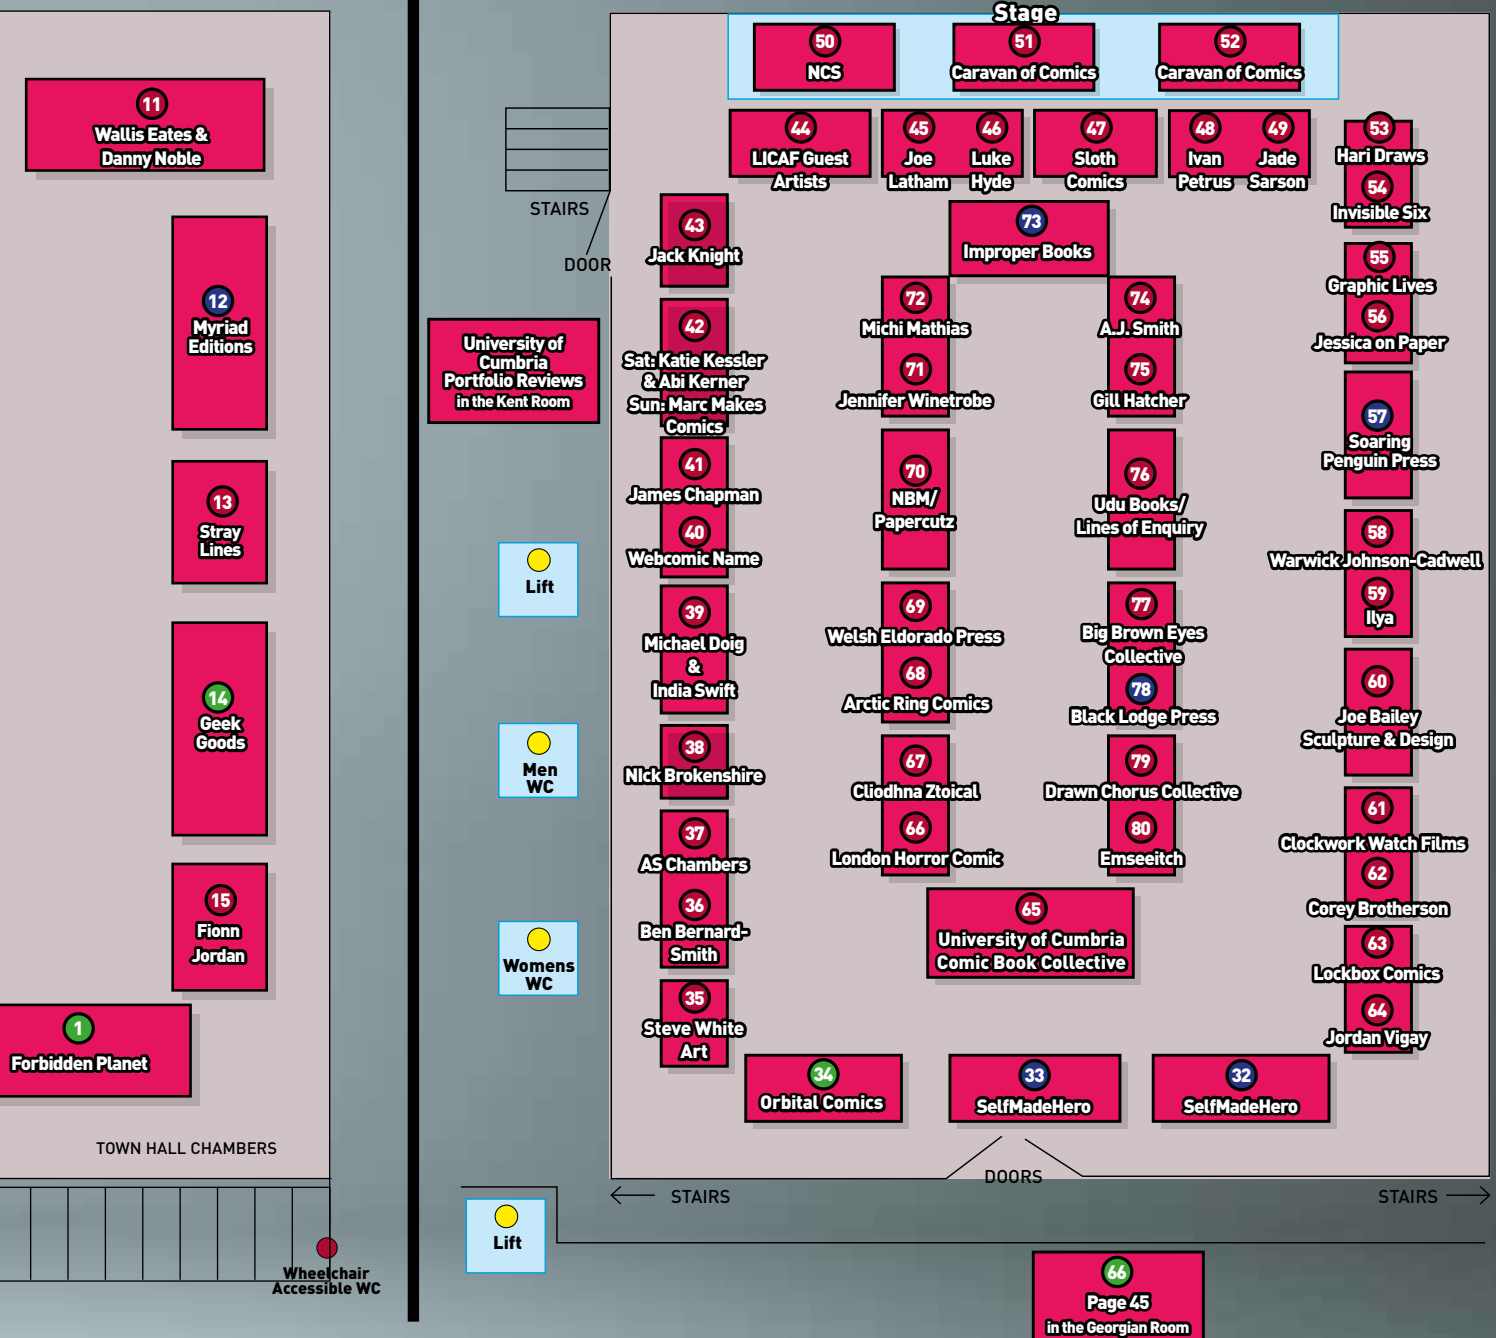 11
Wallis Eates &
Danny Noble
12
Myriad
Editions
13
Stray
Lines
14
Geek
Goods
15
Fionn
Jordan
1
Forbidden Planet
TOWN HALL CHAMBERS
Wheelchair
Accessible WC
STAIRS
DOOR
University of
Cumbria
Portfolio Reviews
in the Kent Room
Lift
Men
WC
Womens
WC
Lift
Stage
50
NCS
51
Caravan of Comics
52
Caravan of Comics
44
LICAF Guest
Artists
45
Joe
Latham
46
Luke
Hyde
47
Sloth
Comics
48
Ivan
Petrus
49
Jade
Sarson
43
Jack Knight
42
Sat: Katie Kessler
& Abi Kerner
Sun: Marc Makes
Comics
41
James Chapman
40
Webcomic Name
39
Michael Doig
&
India Swift
38
NIck Brokenshire
37
AS Chambers
36
Ben Bernard-
Smith
35
Steve White
Art
73
Improper Books
72
Michi Mathias
71
Jennifer Winetrobe
70
NBM/
Papercutz
69
Welsh Eldorado Press
68
Arctic Ring Comics
67
Cliodhna Ztoical
66
London Horror Comic
74
A.J. Smith
75
Gill Hatcher
76
Udu Books/
Lines of Enquiry
77
Big Brown Eyes
Collective
78
Black Lodge Press
79
Drawn Chorus Collective
80
Emseeitch
65
University of Cumbria
Comic Book Collective
53
Hari Draws
54
Invisible Six
55
Graphic Lives
56
Jessica on Paper
57
Soaring
Penguin Press
58
Warwick Johnson-Cadwell
59
Ilya
60
Joe Bailey
Sculpture & Design
61
Clockwork Watch Films
62
Corey Brotherson
63
Lockbox Comics
64
Jordan Vigay
34
Orbital Comics
33
SelfMadeHero
32
SelfMadeHero
DOORS
STAIRS
STAIRS
66
Page 45
in the Georgian Room